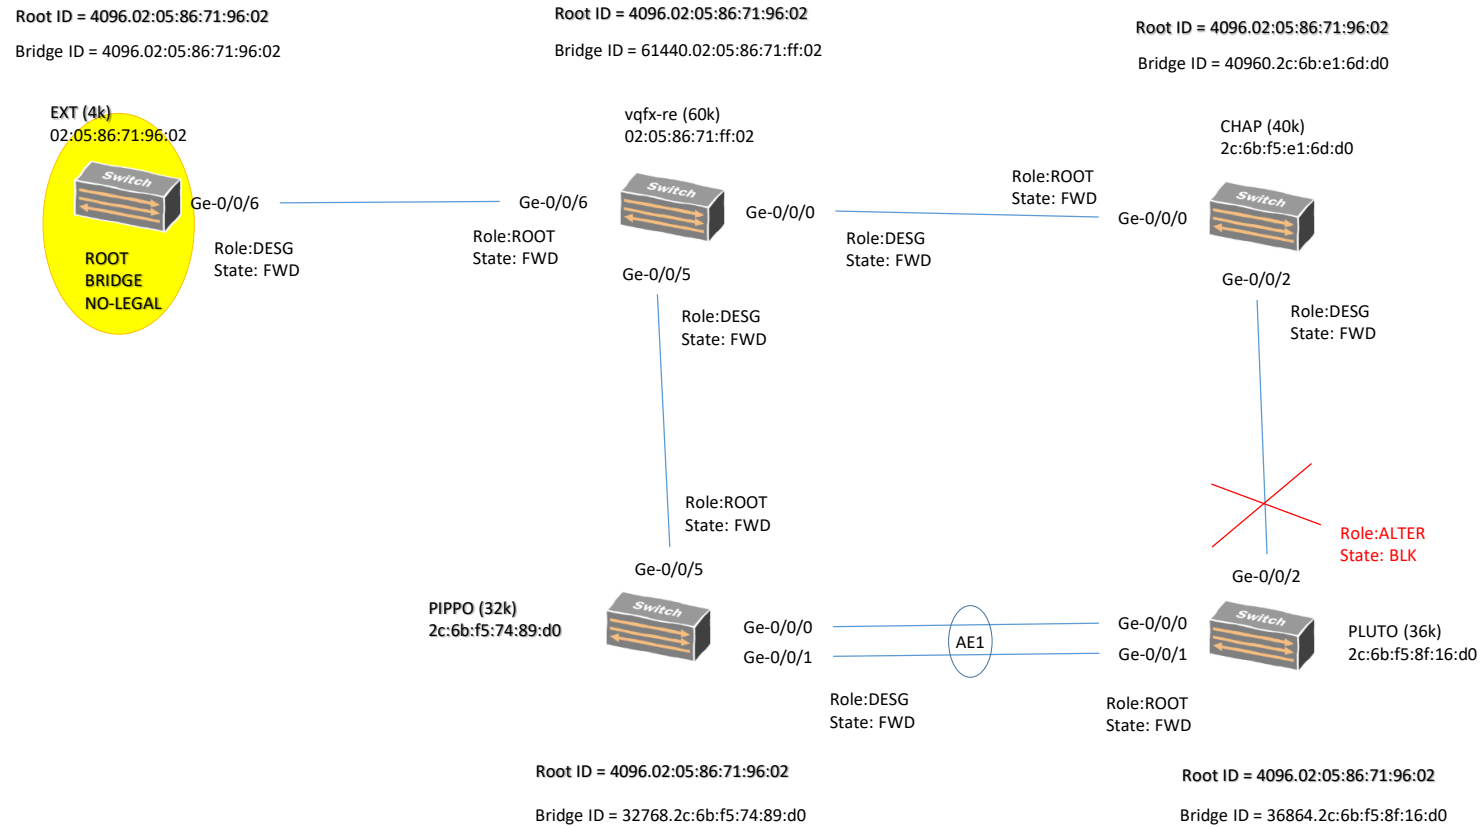 Root ID = 4096.02:05:86:71:96:02
Bridge ID = 4096.02:05:86:71:96:02
Root ID = 4096.02:05:86:71:96:02
Bridge ID = 61440.02:05:86:71:ff:02
Root ID = 4096.02:05:86:71:96:02
Bridge ID = 40960.2c:6b:e1:6d:d0
EXT (4k)
02:05:86:71:96:02
Switch
Ge-0/0/6
Role:DESG
State: FWD
ROOT
BRIDGE
NO-LEGAL
vqfx-re (60k)
02:05:86:71:ff:02
Ge-0/0/6
Switch
Role:ROOT
State: FWD
Ge-0/0/0
Role:DESG
State: FWD
Ge-0/0/5
Role:DESG
State: FWD
CHAP (40k)
2c:6b:f5:e1:6d:d0
Role:ROOT
State: FWD
Ge-0/0/0
Switch
Ge-0/0/2
Role:DESG
State: FWD
Role:ROOT
State: FWD
Ge-0/0/5
PIPPO (32k)
2c:6b:f5:74:89:d0
Switch
Ge-0/0/0
Ge-0/0/1
Role:DESG
State: FWD
AE1
Role:ALTER
State: BLK
Ge-0/0/2
Ge-0/0/0
Ge-0/0/1
Switch
PLUTO (36k)
2c:6b:f5:8f:16:d0
Role:ROOT
State: FWD
Root ID = 4096.02:05:86:71:96:02
Bridge ID = 32768.2c:6b:f5:74:89:d0
Root ID = 4096.02:05:86:71:96:02
Bridge ID = 36864.2c:6b:f5:8f:16:d0